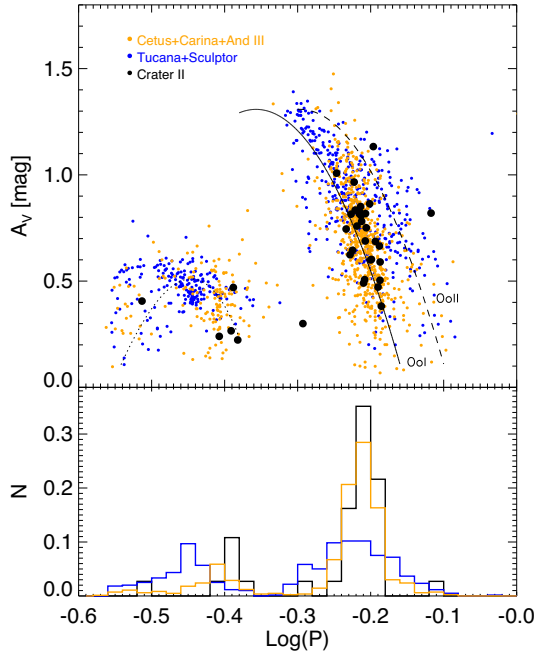 Cetus+Carina+And III
Tucana+Sculptor
Crater II
1.5
1.0
0.5
0.0
A_V [mag]
OoII
OoI
0.3
0.2
0.1
0.0
N
-0.6 -0.5 -0.4 -0.3 -0.2 -0.1 -0.0
Log(P)